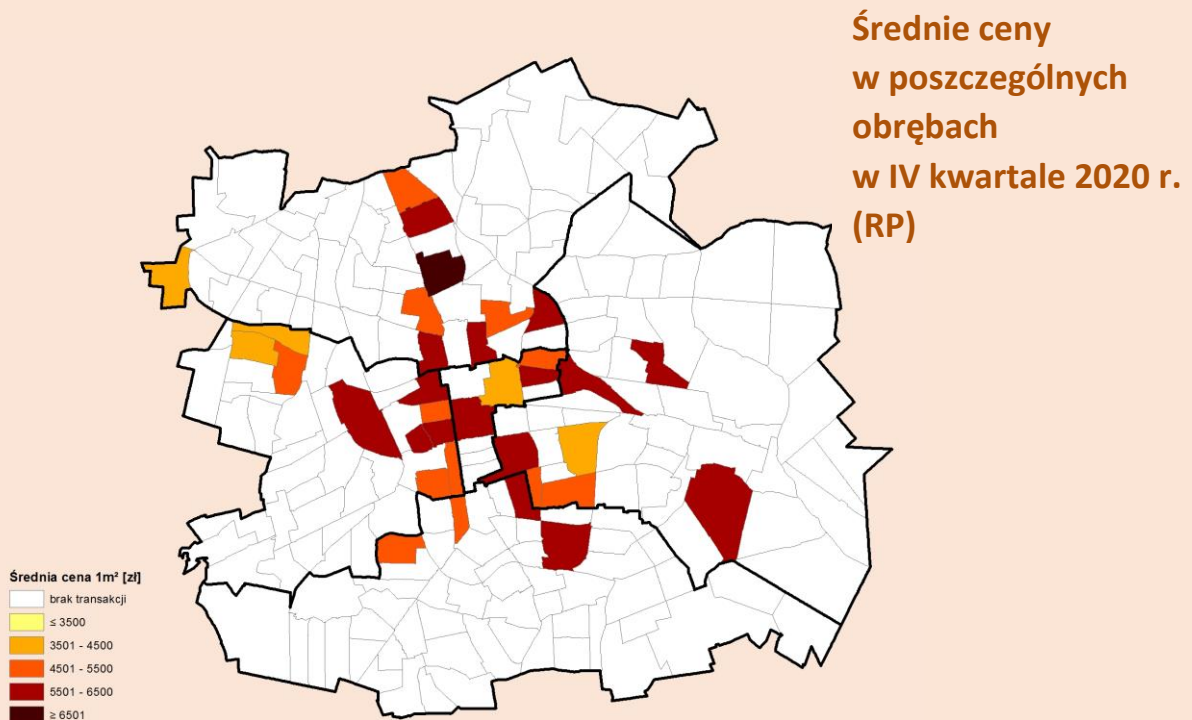 Średnie ceny
w poszczególnych
obrębach
w IV kwartale 2020 r.
(RP)
Średnia cena 1m² [zł]
brak transakcji
≤ 3500
3501 - 4500
4501 - 5500
5501 - 6500
≥ 6501